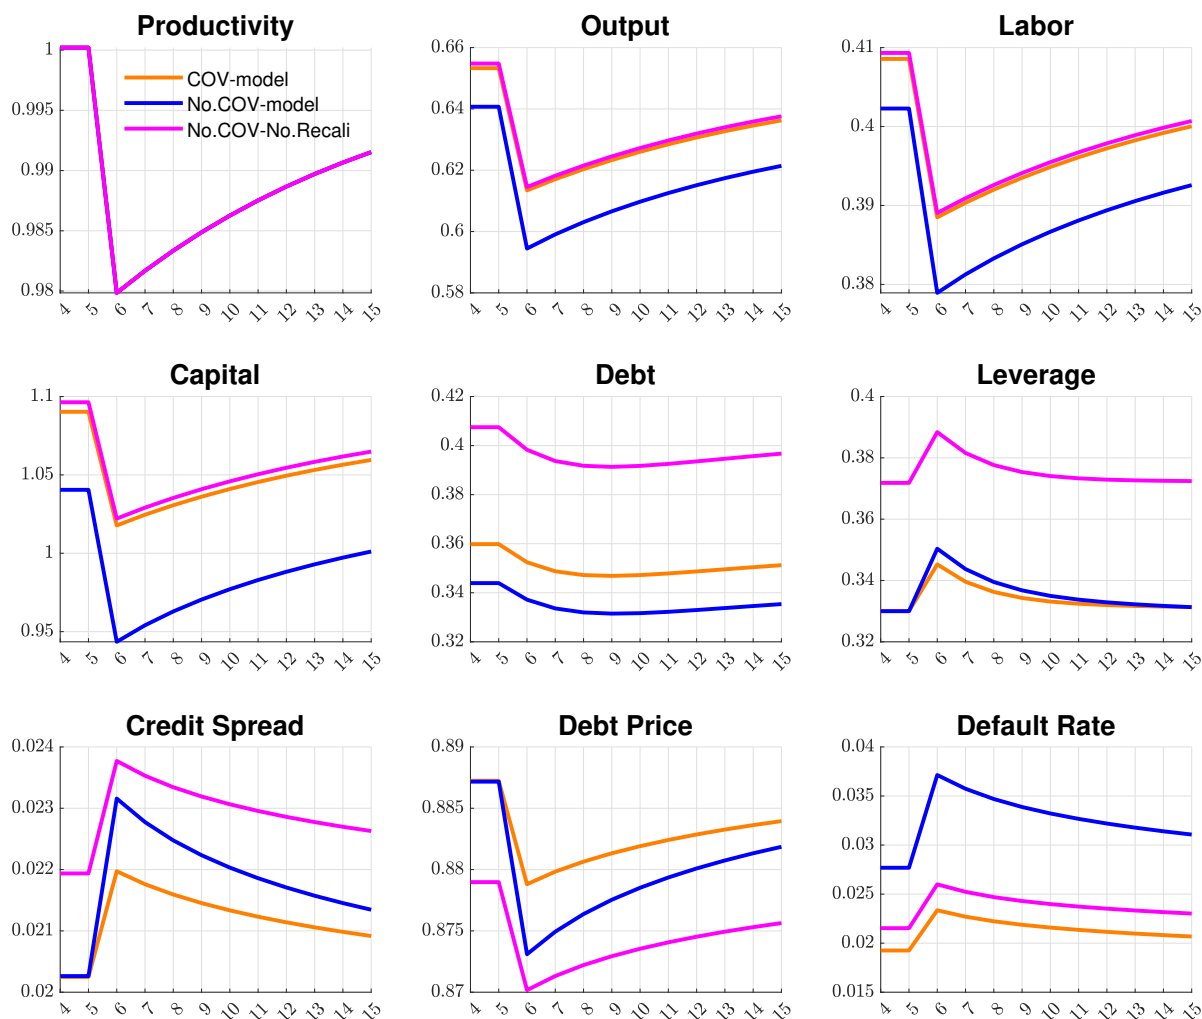 Productivity
1
0.995
0.99
0.985
0.98
4 5 6 7 8 9 10 11 12 13 14 15
COV-model
No.COV-model
No.COV-No.Recali
Output
0.66
0.64
0.62
0.6
0.58
4 5 6 7 8 9 10 11 12 13 14 15
Labor
0.41
0.4
0.39
0.38
4 5 6 7 8 9 10 11 12 13 14 15
Capital
1.1
1.05
1
0.95
4 5 6 7 8 9 10 11 12 13 14 15
Debt
0.42
0.4
0.38
0.36
0.34
0.32
4 5 6 7 8 9 10 11 12 13 14 15
Leverage
0.4
0.38
0.36
0.34
0.32
4 5 6 7 8 9 10 11 12 13 14 15
Credit Spread
0.024
0.023
0.022
0.021
0.02
4 5 6 7 8 9 10 11 12 13 14 15
Debt Price
0.89
0.885
0.88
0.875
0.87
4 5 6 7 8 9 10 11 12 13 14 15
Default Rate
0.04
0.035
0.03
0.025
0.02
0.015
4 5 6 7 8 9 10 11 12 13 14 15